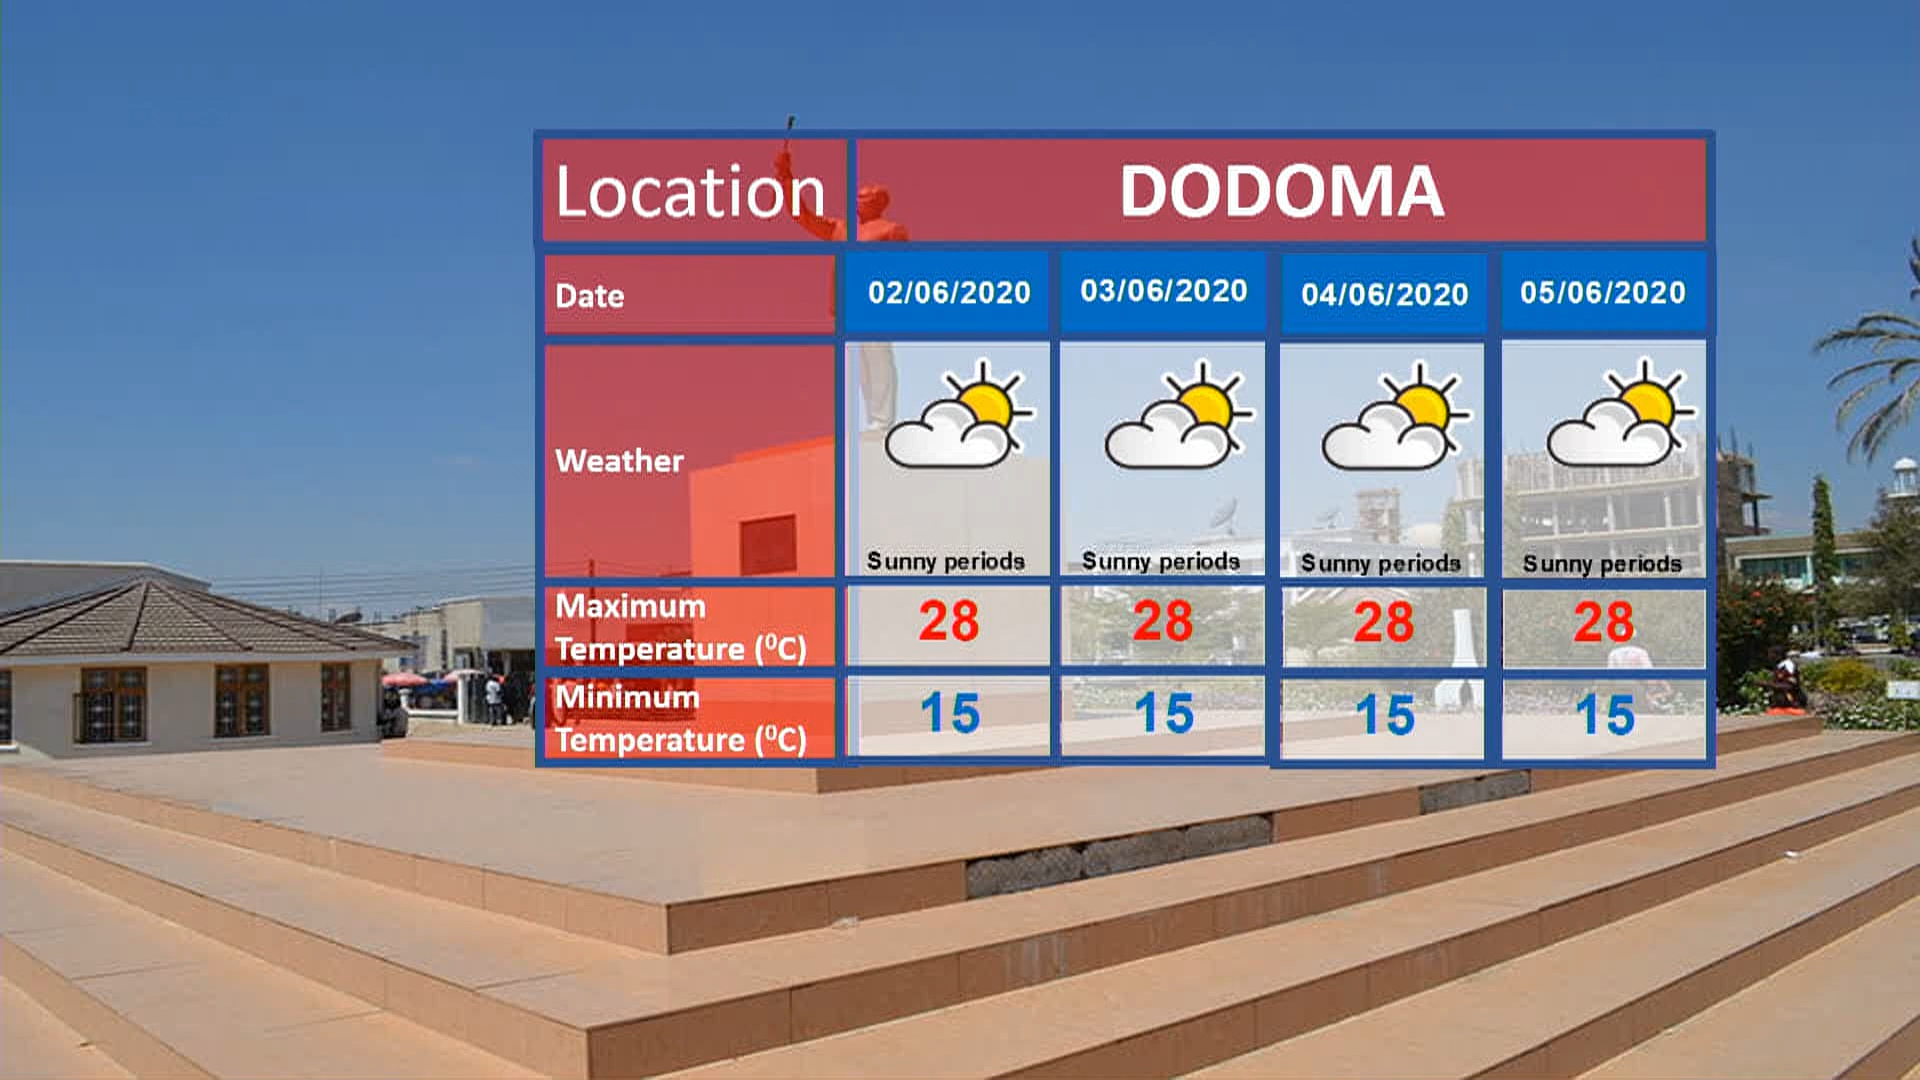 Location DODOMA
Date 02/06/2020 03/06/2020 04/06/2020 05/06/2020
Weather
Sunny periods Sunny periods Sunny periods Sunny periods
Maximum
Temperature (⁰C) 28 28 28 28
Minimum
Temperature (⁰C) 15 15 15 15